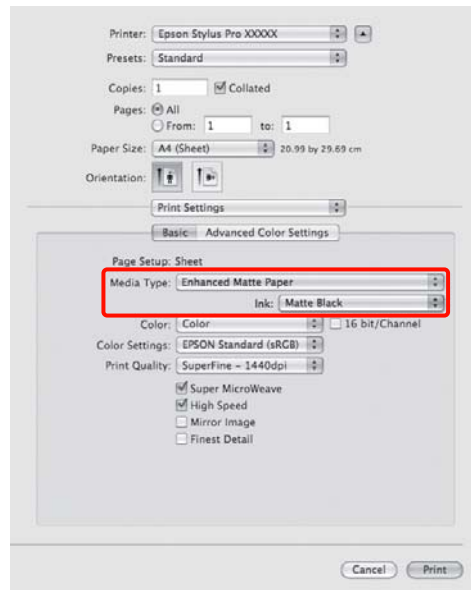 Printer: Epson Stylus Pro XXXXX
Presets: Standard
Copies: 1 Collated
Pages: All
From: 1 to: 1
Paper Size: A4 (Sheet) 20.99 by 29.69 cm
Orientation:
Print Settings
Basic Advanced Color Settings
Page Setup: Sheet
Media Type: Enhanced Matte Paper
Ink: Matte Black
Color: Color 16 bit/Channel
Color Settings: EPSON Standard (sRGB)
Print Quality: SuperFine - 1440dpi
Super MicroWeave
High Speed
Mirror Image
Finest Detail
Cancel Print